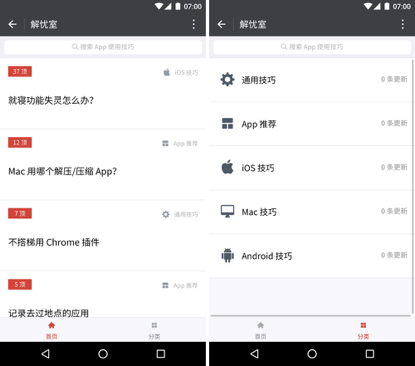 07:00
解忧室
搜索 App 使用技巧
37 顶
iOS 技巧
就寝功能失灵怎么办?
12 顶
App 推荐
Mac 用哪个解压/压缩 App?
7 顶
通用技巧
不搭梯用 Chrome 插件
5 顶
App 推荐
记录去过地点的应用
首页
分类
07:00
解忧室
搜索 App 使用技巧
通用技巧
0 条更新
App 推荐
0 条更新
iOS 技巧
0 条更新
Mac 技巧
0 条更新
Android 技巧
0 条更新
首页
分类